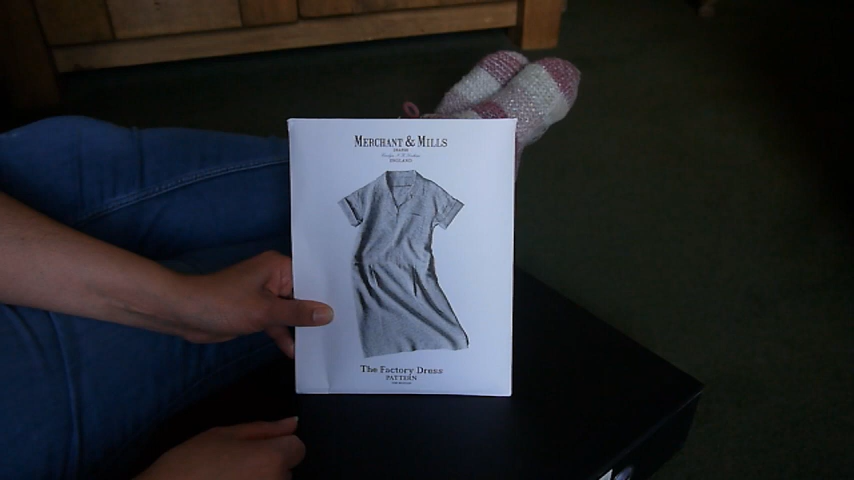 MERCHANT & MILLS
ENGLAND
The Factory Dress
PATTERN